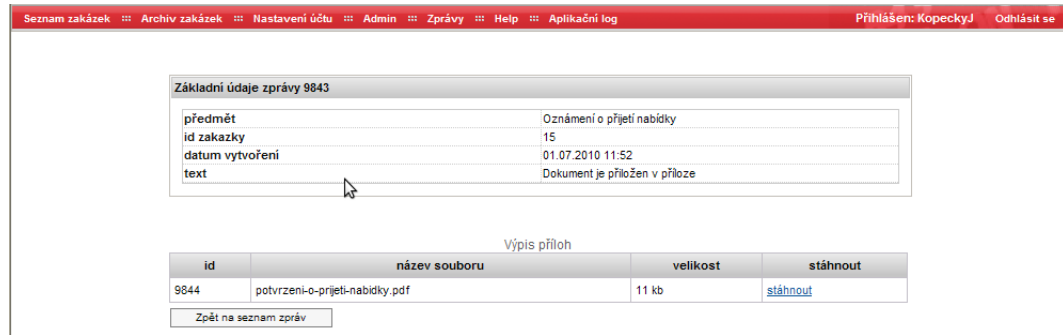 Seznam zakázek ::: Archiv zakázek ::: Nastavení účtu ::: Admin ::: Zprávy ::: Help ::: Aplikační log Přihlášen: KopeckyJ Odhlásit se
Základní údaje zprávy 9843
předmět Oznámení o přijetí nabídky
id zakazky 15
datum vytvoření 01.07.2010 11:52
text Dokument je přiložen v příloze
Výpis příloh
id název souboru velikost stáhnout
9844 potvrzeni-o-prijeti-nabidky.pdf 11 kb stáhnout
Zpět na seznam zpráv